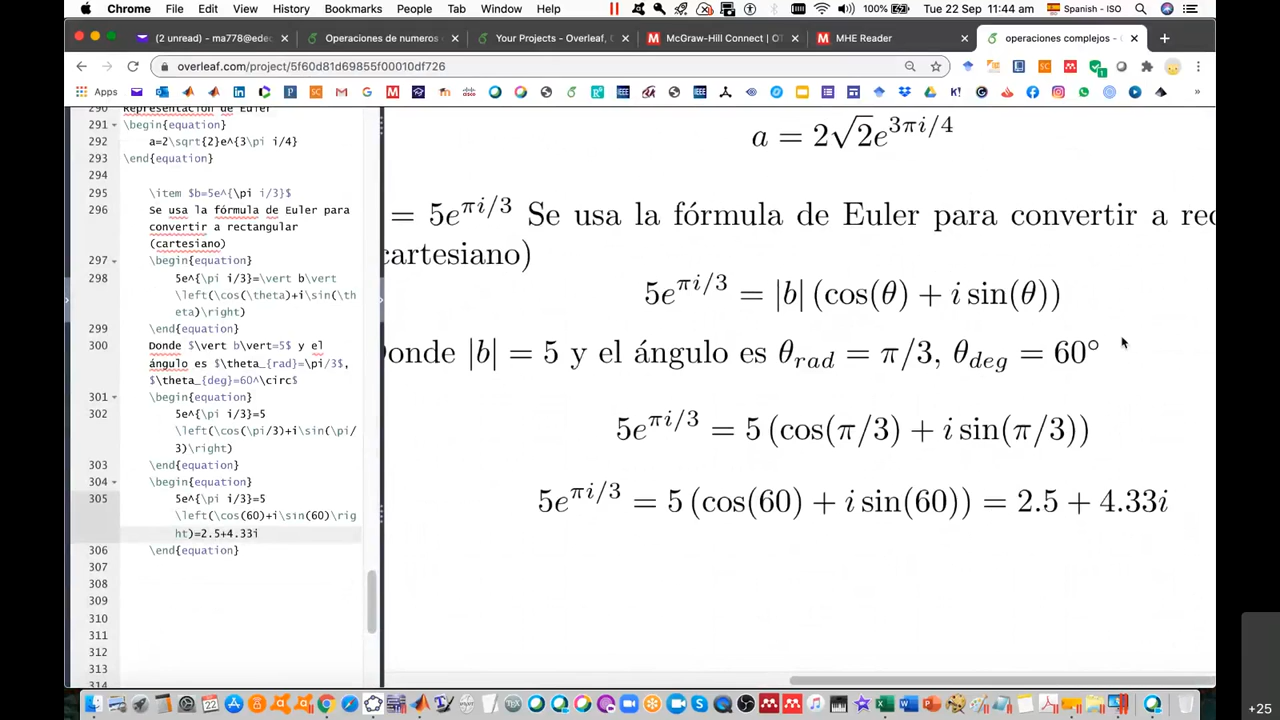 Chrome File Edit View History Bookmarks People Tab Window Help 100% Tue 22 Sep 11:44 am Spanish - ISO
(2 unread) - ma778@ede Operaciones de numeros Your Projects - Overleaf, McGraw-Hill Connect | OT MHE Reader operaciones complejos -
overleaf.com/project/5f60d81d69855f00010df726
Apps
290 Representación de Euler
291 \begin{equation}
292 a=2\sqrt{2}e^{3\pi i/4}
293 \end{equation}
294
295 \item $b=5e^{\pi i/3}$
296 Se usa la fórmula de Euler para
convertir a rectangular
(cartesiano)
297 \begin{equation}
298 5e^{\pi i/3}=\vert b\vert
\left(\cos(\theta)+i\sin(\th
eta)\right)
299 \end{equation}
300 Donde $\vert b\vert=5$ y el
ángulo es $\theta_{rad}=\pi/3$,
$\theta_{deg}=60^\circ$
301 \begin{equation}
302 5e^{\pi i/3}=5
\left(\cos(\pi/3)+i\sin(\pi/
3)\right)
303 \end{equation}
304 \begin{equation}
305 5e^{\pi i/3}=5
\left(\cos(60)+i\sin(60)\rig
ht)=2.5+4.33i
306 \end{equation}
307
308
309
310
311
312
313
314
a = 2√2e^{3πi/4}
= 5e^{πi/3} Se usa la fórmula de Euler para convertir a rec
cartesiano)
5e^{πi/3} = |b| (cos(θ) + i sin(θ))
Donde |b| = 5 y el ángulo es θ_{rad} = π/3, θ_{deg} = 60°
5e^{πi/3} = 5 (cos(π/3) + i sin(π/3))
5e^{πi/3} = 5 (cos(60) + i sin(60)) = 2.5 + 4.33i
+25